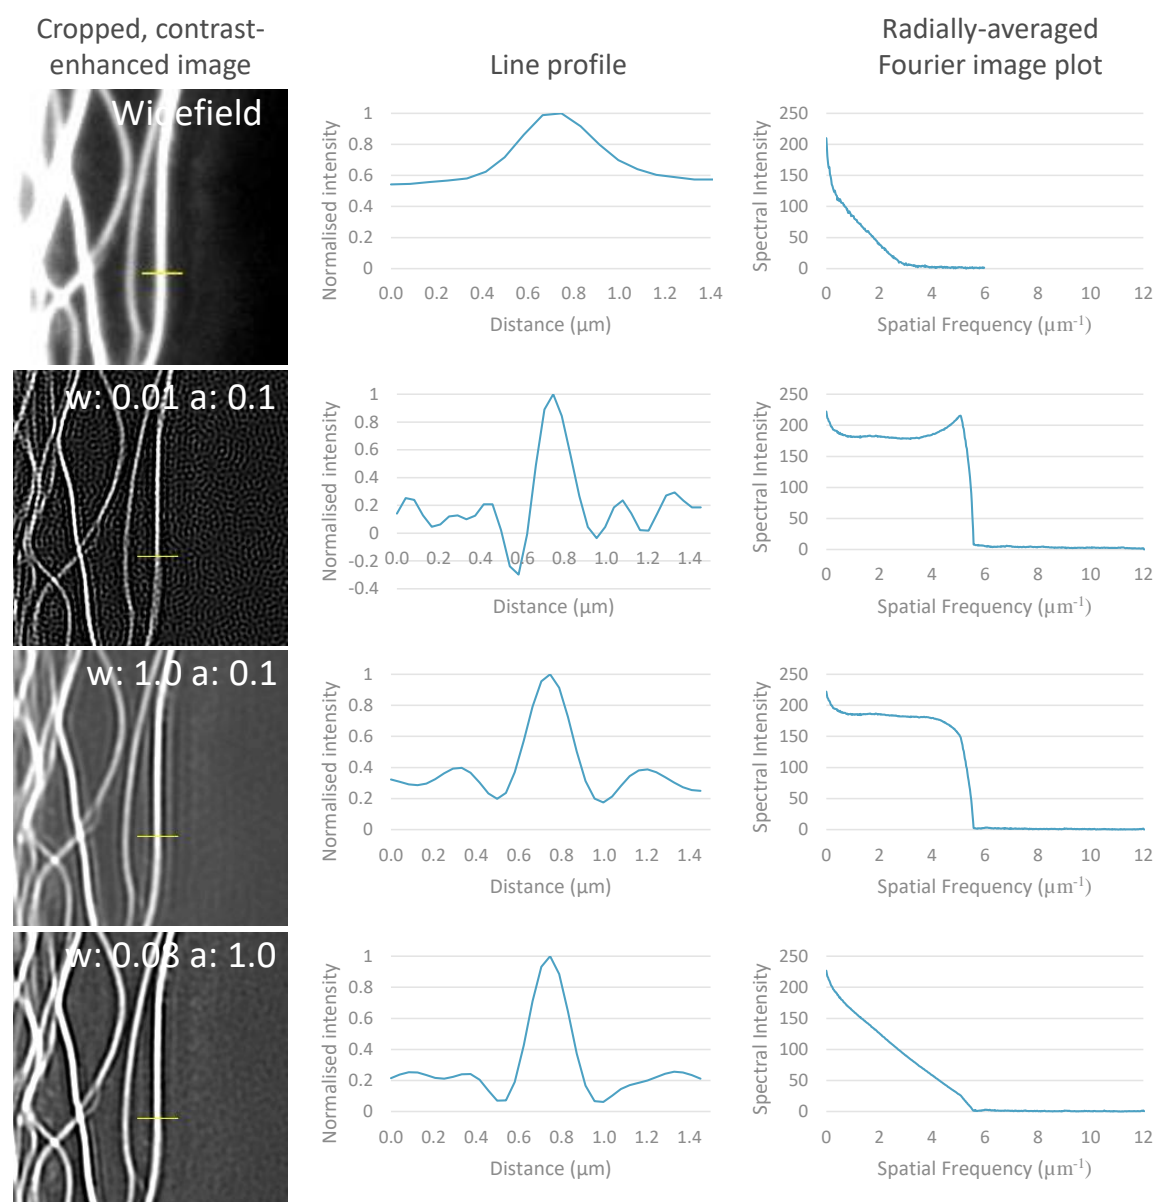 Cropped, contrast-
enhanced image
Line profile
Radially-averaged
Fourier image plot
Widefield
Normalised intensity
1
0.8
0.6
0.4
0.2
0
0.0 0.2 0.4 0.6 0.8 1.0 1.2 1.4
Distance (µm)
Spectral Intensity
250
200
150
100
50
0
0 2 4 6 8 10 12
Spatial Frequency (µm-1)
w: 0.01 a: 0.1
Normalised intensity
1
0.8
0.6
0.4
0.2
0
-0.2
-0.4
0.0 0.2 0.4 0.6 0.8 1.0 1.2 1.4
Distance (µm)
Spectral Intensity
250
200
150
100
50
0
0 2 4 6 8 10 12
Spatial Frequency (µm-1)
w: 1.0 a: 0.1
Normalised intensity
1
0.8
0.6
0.4
0.2
0
0.0 0.2 0.4 0.6 0.8 1.0 1.2 1.4
Distance (µm)
Spectral Intensity
250
200
150
100
50
0
0 2 4 6 8 10 12
Spatial Frequency (µm-1)
w: 0.08 a: 1.0
Normalised intensity
1
0.8
0.6
0.4
0.2
0
0.0 0.2 0.4 0.6 0.8 1.0 1.2 1.4
Distance (µm)
Spectral Intensity
250
200
150
100
50
0
0 2 4 6 8 10 12
Spatial Frequency (µm-1)